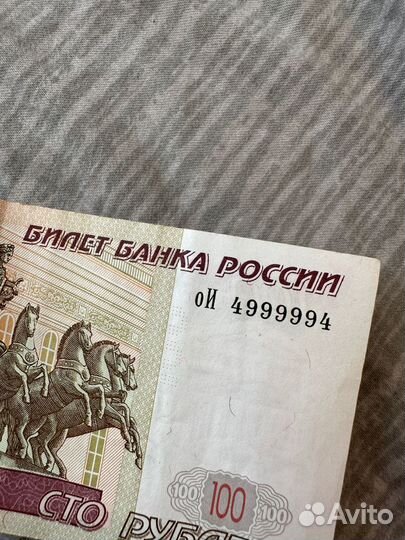 БИЛЕТ БАНКА РОССИИ
оИ 4999994
100 100 100
СТО РУБЛ
Avito